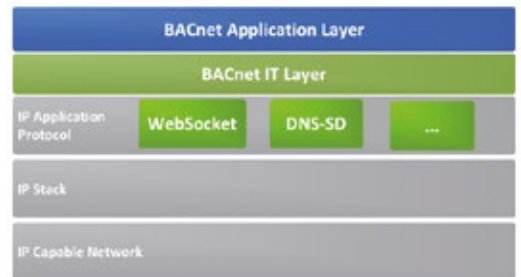 BACnet Application Layer
BACnet IT Layer
IP Application
Protocol
WebSocket
DNS-SD
...
IP Stack
IP Capable Network